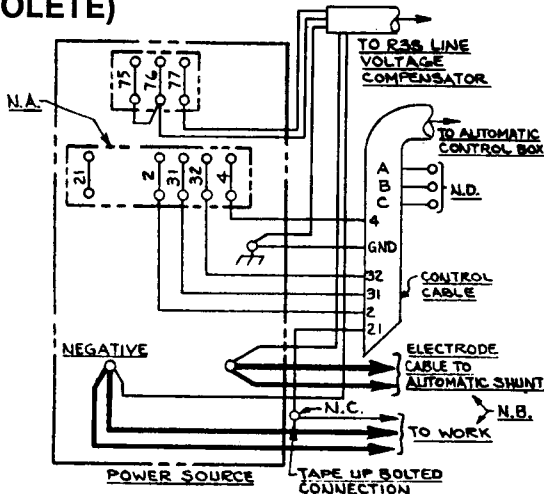 OLETE)
TO R3S LINE
VOLTAGE
COMPENSATOR
75 76 77
N.A.
TO AUTOMATIC
CONTROL BOX
21 2 31 32 4
A
B
C
N.D.
4
GND
32
31
2
21
CONTROL
CABLE
NEGATIVE
ELECTRODE
CABLE TO
AUTOMATIC SHUNT
N.B.
N.C.
TO WORK
POWER SOURCE
TAPE UP BOLTED
CONNECTION